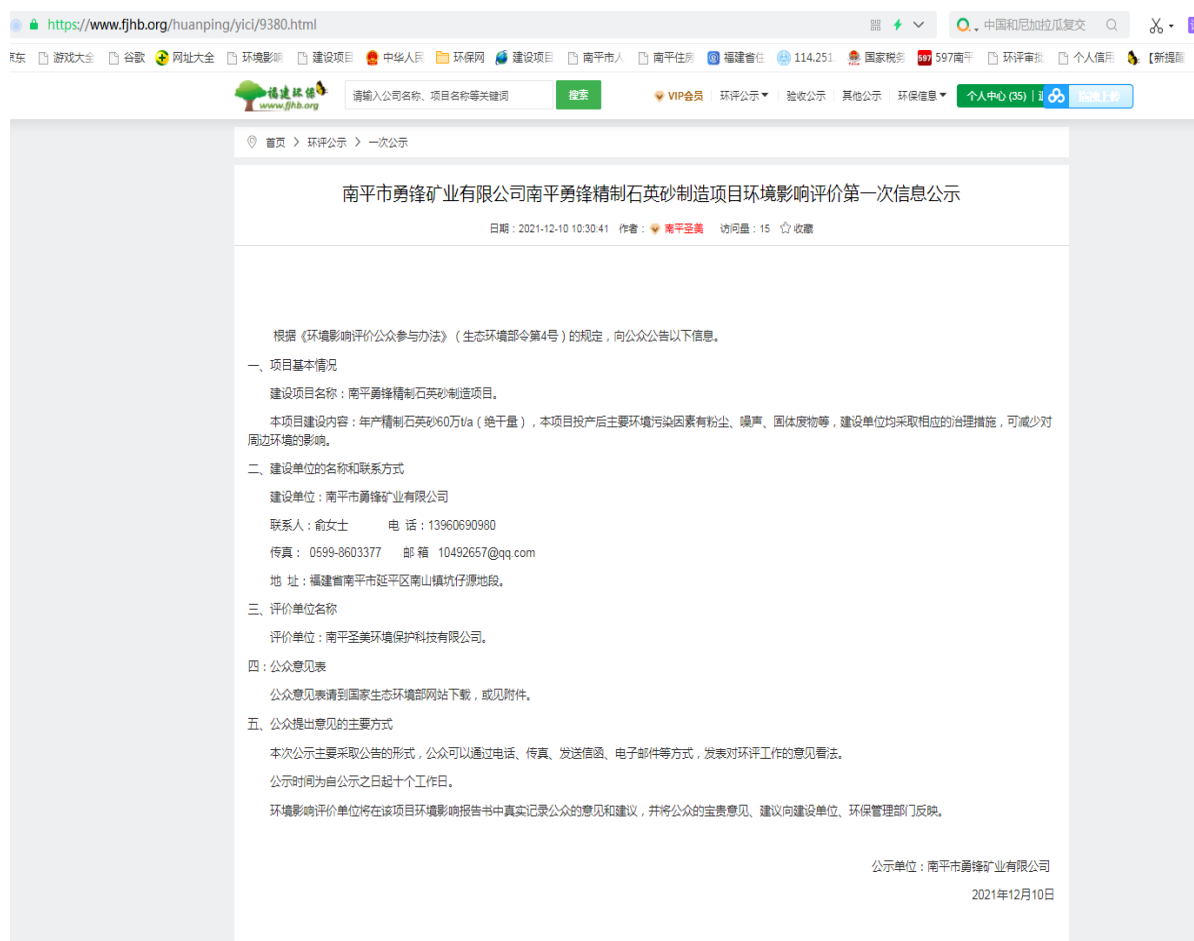 https://www.fjhb.org/huanping/yici/9380.html 中国和尼加拉瓜复交
游戏大全 谷歌 网址大全 环境影响 建设项目 中华人民 环保网 建设项目 南平市人 南平住房 福建省住 114.251. 国家税务 597 597南平 环评审批 个人信用 【新提醒
福建环保 www.fjhb.org 请输入公司名称、项目名称等关键词 搜索 VIP会员 环评公示 验收公示 其他公示 环保信息 个人中心 (35) | 拖拽上传
首页 > 环评公示 > 一次公示
南平市勇锋矿业有限公司南平勇锋精制石英砂制造项目环境影响评价第一次信息公示
日期：2021-12-10 10:30:41 作者： 南平圣美 访问量：15 收藏
根据《环境影响评价公众参与办法》（生态环境部令第4号）的规定，向公众公告以下信息。
一、项目基本情况
建设项目名称：南平勇锋精制石英砂制造项目。
本项目建设内容：年产精制石英砂60万t/a（绝干量），本项目投产后主要环境污染因素有粉尘、噪声、固体废物等，建设单位均采取相应的治理措施，可减少对
周边环境的影响。
二、建设单位的名称和联系方式
建设单位：南平市勇锋矿业有限公司
联系人：俞女士 电 话：13960690980
传真： 0599-8603377 邮 箱 10492657@qq.com
地 址：福建省南平市延平区南山镇坑仔源地段。
三、评价单位名称
评价单位：南平圣美环境保护科技有限公司。
四：公众意见表
公众意见表请到国家生态环境部网站下载，或见附件。
五、公众提出意见的主要方式
本次公示主要采取公告的形式，公众可以通过电话、传真、发送信函、电子邮件等方式，发表对环评工作的意见看法。
公示时间为自公示之日起十个工作日。
环境影响评价单位将在该项目环境影响报告书中真实记录公众的意见和建议，并将公众的宝贵意见、建议向建设单位、环保管理部门反映。
公示单位：南平市勇锋矿业有限公司
2021年12月10日